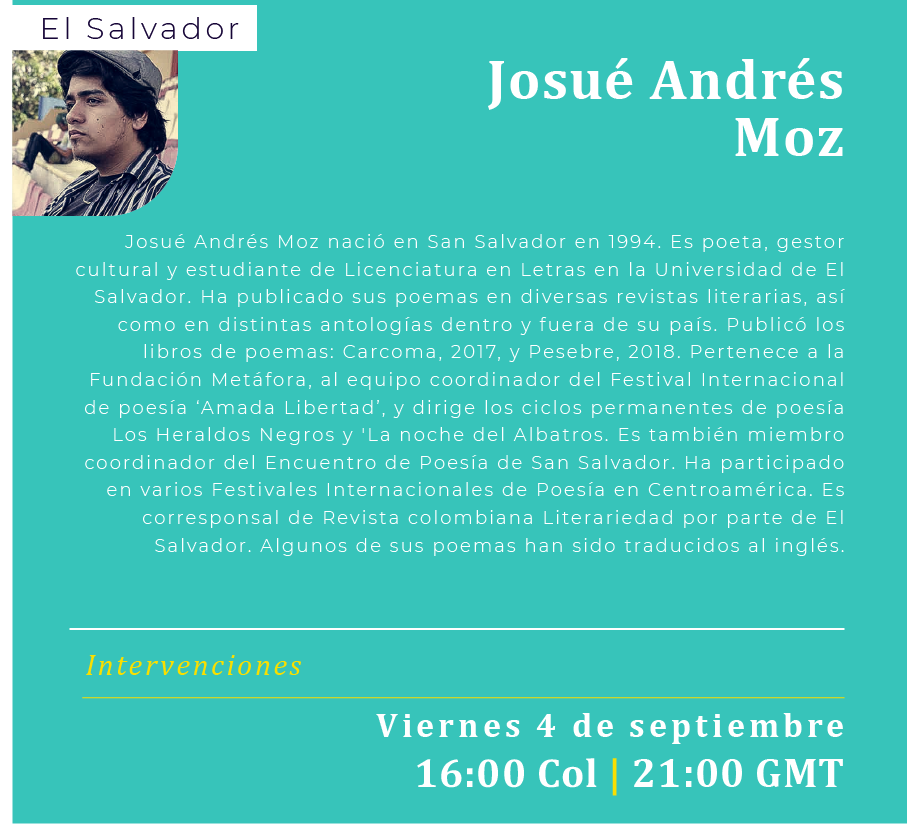 El Salvador
Josué Andrés
Moz
Josué Andrés Moz nació en San Salvador en 1994. Es poeta, gestor
cultural y estudiante de Licenciatura en Letras en la Universidad de El
Salvador. Ha publicado sus poemas en diversas revistas literarias, así
como en distintas antologías dentro y fuera de su país. Publicó los
libros de poemas: Carcoma, 2017, y Pesebre, 2018. Pertenece a la
Fundación Metáfora, al equipo coordinador del Festival Internacional
de poesía ‘Amada Libertad’, y dirige los ciclos permanentes de poesía
Los Heraldos Negros y 'La noche del Albatros. Es también miembro
coordinador del Encuentro de Poesía de San Salvador. Ha participado
en varios Festivales Internacionales de Poesía en Centroamérica. Es
corresponsal de Revista colombiana Literariedad por parte de El
Salvador. Algunos de sus poemas han sido traducidos al inglés.
Intervenciones
Viernes 4 de septiembre
16:00 Col | 21:00 GMT